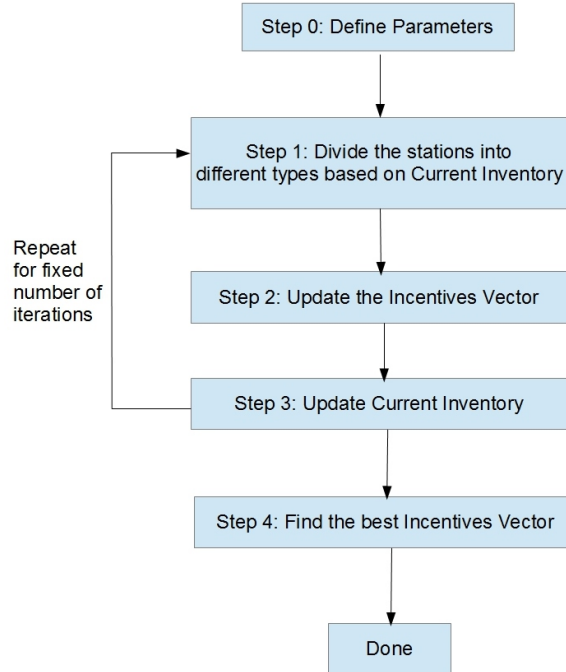 Step 0: Define Parameters
Step 1: Divide the stations into
different types based on Current Inventory
Repeat
for fixed
number of
iterations
Step 2: Update the Incentives Vector
Step 3: Update Current Inventory
Step 4: Find the best Incentives Vector
Done